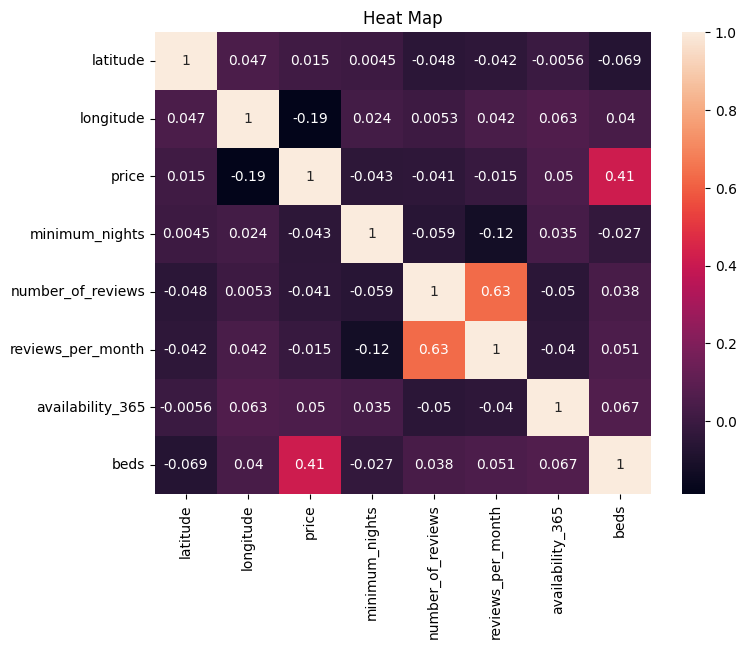 Heat Map
latitude 1 0.047 0.015 0.0045 -0.048 -0.042 -0.0056 -0.069
longitude 0.047 1 -0.19 0.024 0.0053 0.042 0.063 0.04
price 0.015 -0.19 1 -0.043 -0.041 -0.015 0.05 0.41
minimum_nights 0.0045 0.024 -0.043 1 -0.059 -0.12 0.035 -0.027
number_of_reviews -0.048 0.0053 -0.041 -0.059 1 0.63 -0.05 0.038
reviews_per_month -0.042 0.042 -0.015 -0.12 0.63 1 -0.04 0.051
availability_365 -0.0056 0.063 0.05 0.035 -0.05 -0.04 1 0.067
beds -0.069 0.04 0.41 -0.027 0.038 0.051 0.067 1
latitude
longitude
price
minimum_nights
number_of_reviews
reviews_per_month
availability_365
beds
1.0
0.8
0.6
0.4
0.2
0.0